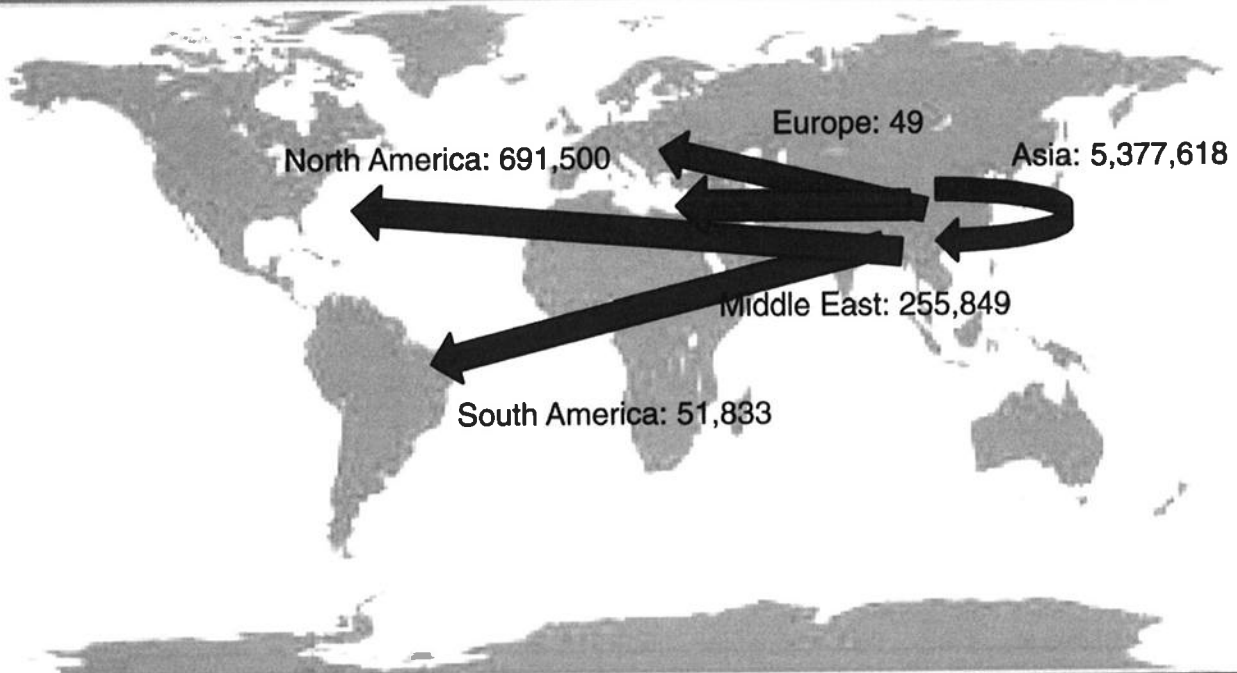 Europe: 49
North America: 691,500
Asia: 5,377,618
Middle East: 255,849
South America: 51,833